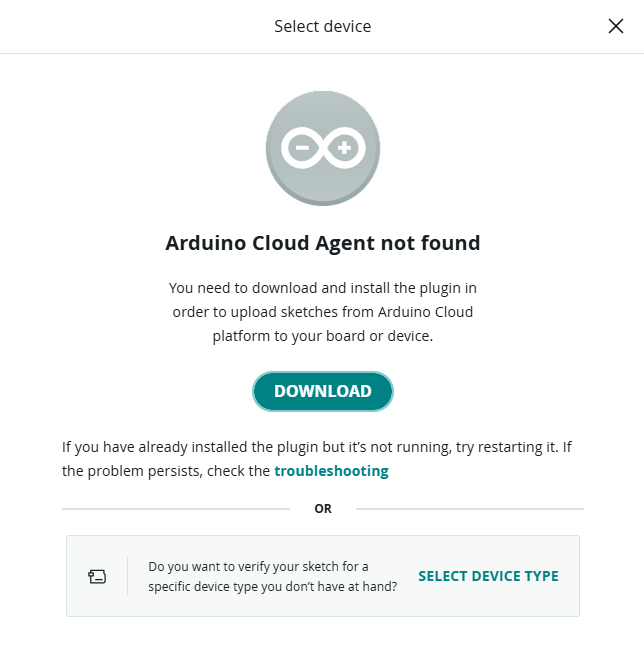 Select device
Arduino Cloud Agent not found
You need to download and install the plugin in
order to upload sketches from Arduino Cloud
platform to your board or device.
DOWNLOAD
If you have already installed the plugin but it’s not running, try restarting it. If
the problem persists, check the troubleshooting
OR
Do you want to verify your sketch for a
specific device type you don’t have at hand?
SELECT DEVICE TYPE